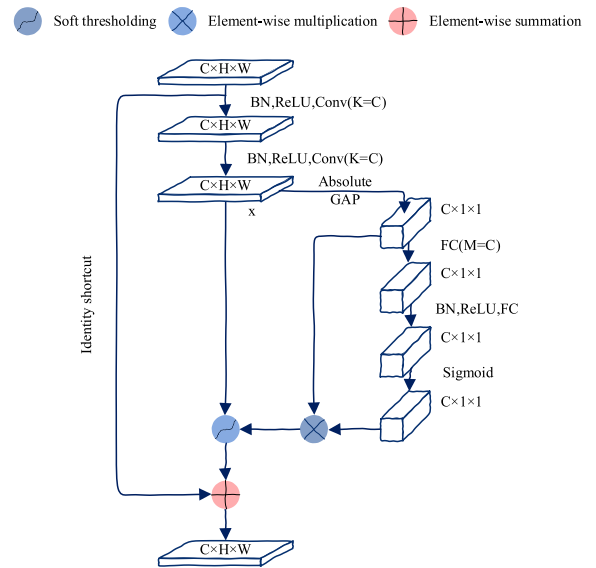 Soft thresholding
Element-wise multiplication
Element-wise summation
C×H×W
BN,ReLU,Conv(K=C)
C×H×W
BN,ReLU,Conv(K=C)
C×H×W
x
Absolute
GAP
C×1×1
FC(M=C)
C×1×1
BN,ReLU,FC
C×1×1
Sigmoid
C×1×1
Identity shortcut
C×H×W